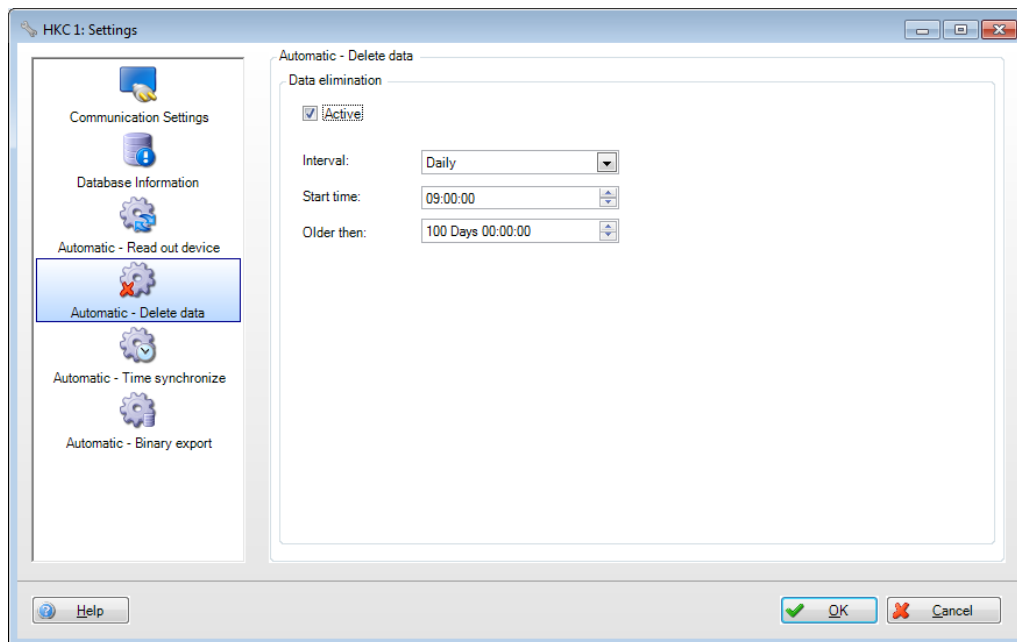 HKC 1: Settings
Communication Settings
Database Information
Automatic - Read out device
Automatic - Delete data
Automatic - Time synchronize
Automatic - Binary export
Automatic - Delete data
Data elimination
Active
Interval: Daily
Start time: 09:00:00
Older then: 100 Days 00:00:00
Help
OK
Cancel